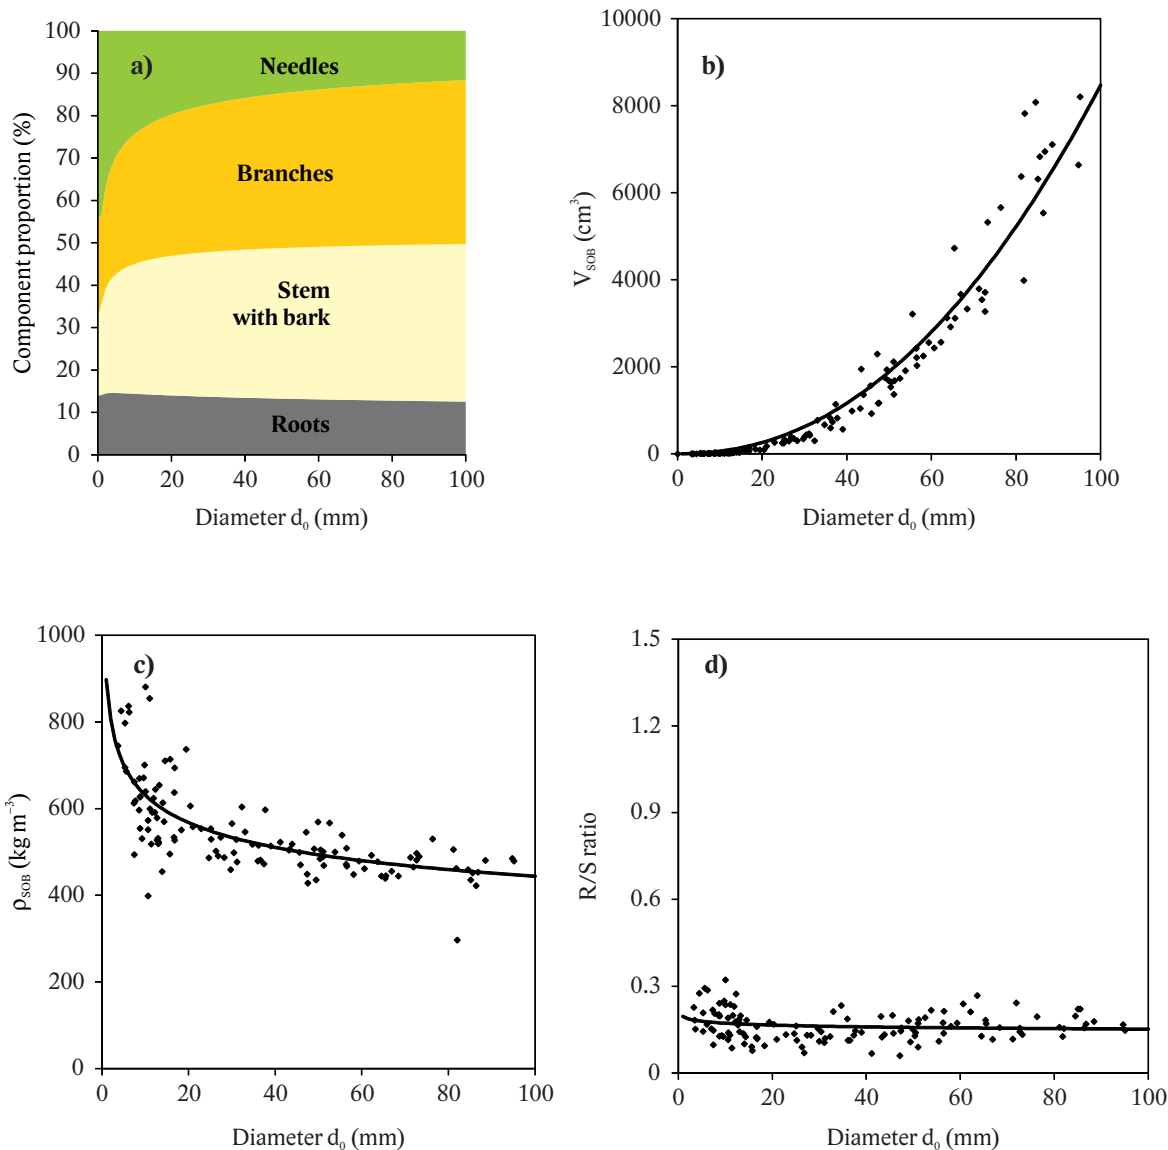 a)
Needles
Branches
Stem
with bark
Roots
100
90
80
70
60
50
40
30
20
10
0
Component proportion (%)
0 20 40 60 80 100
Diameter d₀ (mm)
b)
10000
8000
6000
4000
2000
0
V_SOB (cm³)
0 20 40 60 80 100
Diameter d₀ (mm)
c)
1000
800
600
400
200
0
ρ_SOB (kg m⁻³)
0 20 40 60 80 100
Diameter d₀ (mm)
d)
1.5
1.2
0.9
0.6
0.3
0
R/S ratio
0 20 40 60 80 100
Diameter d₀ (mm)